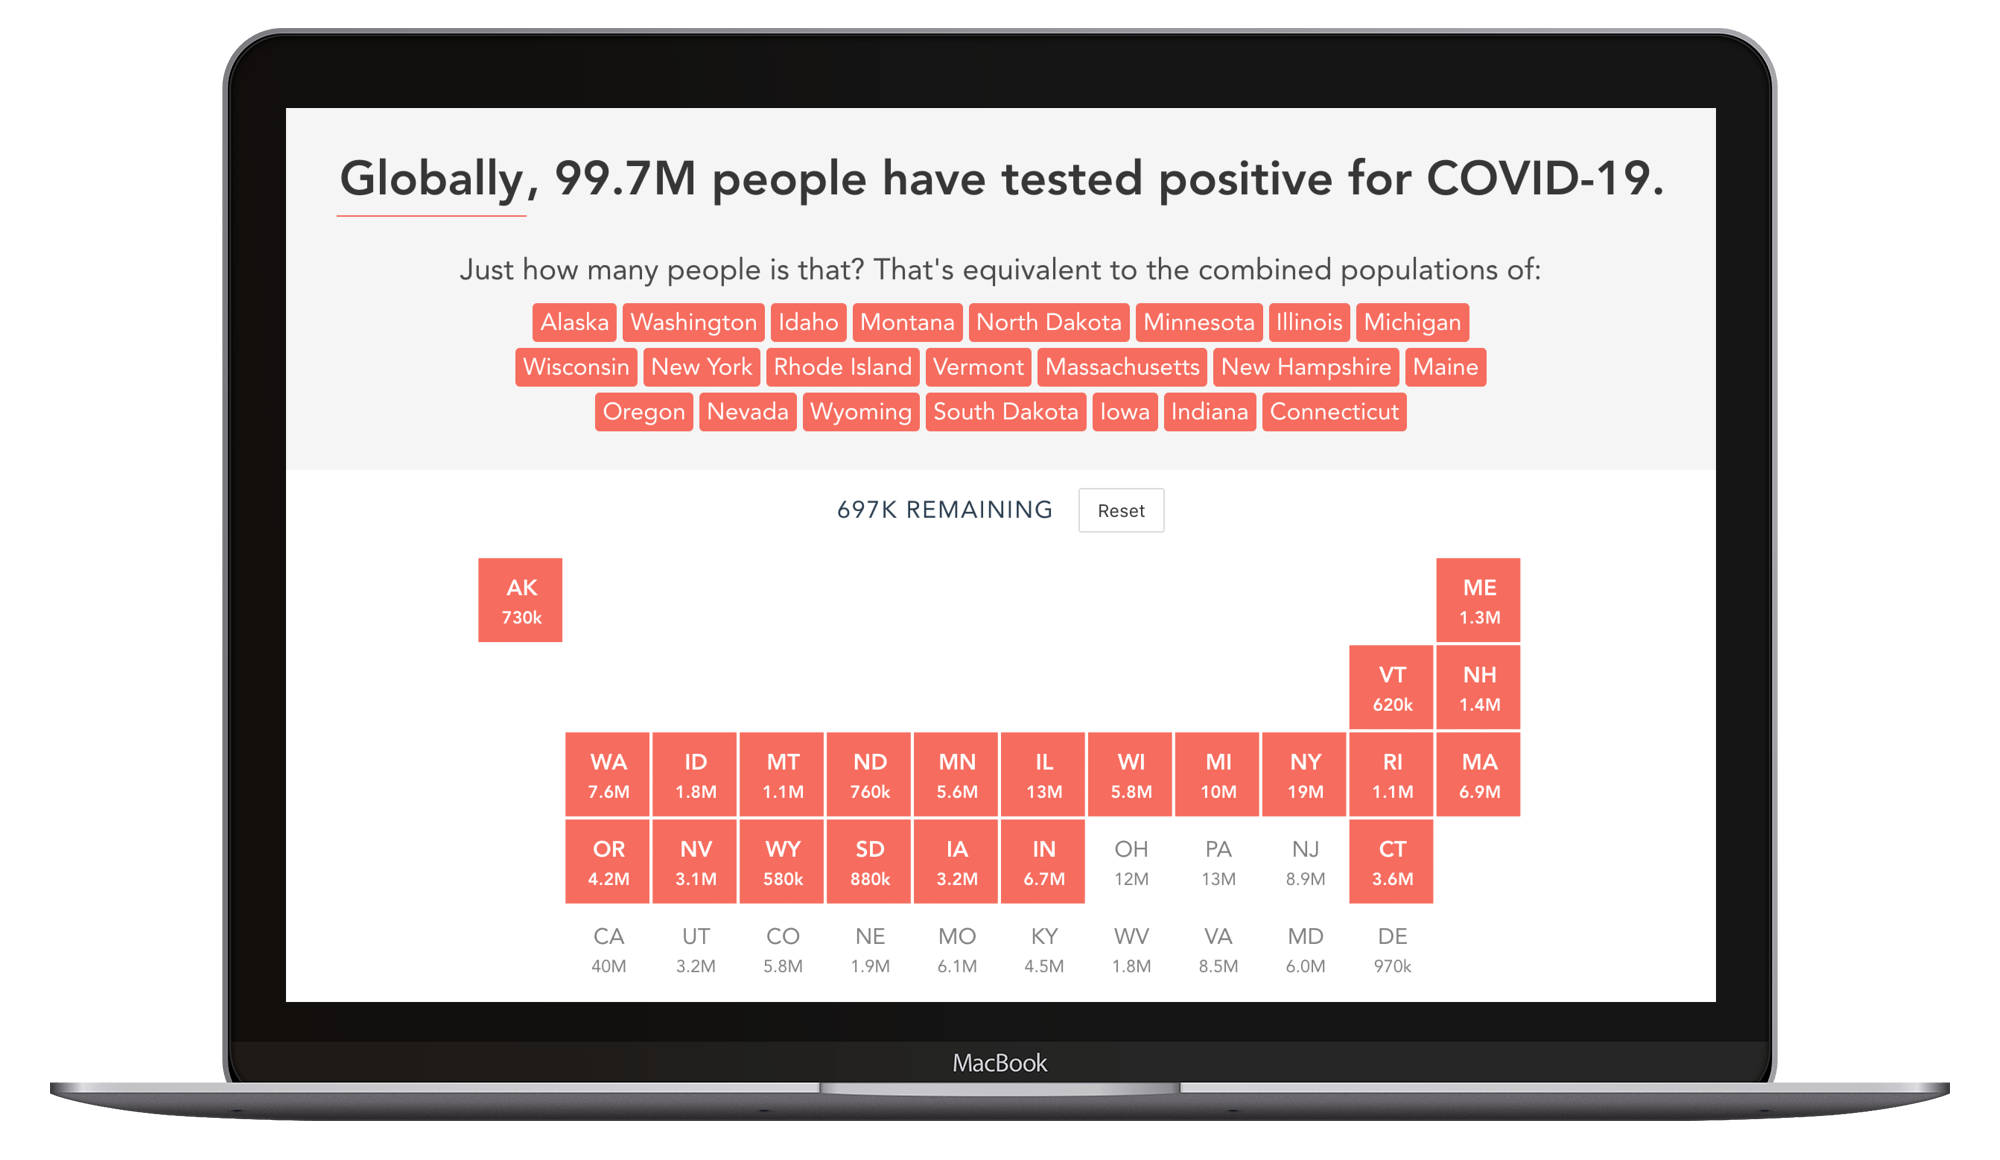 Globally, 99.7M people have tested positive for COVID-19.
Just how many people is that? That's equivalent to the combined populations of:
Alaska Washington Idaho Montana North Dakota Minnesota Illinois Michigan
Wisconsin New York Rhode Island Vermont Massachusetts New Hampshire Maine
Oregon Nevada Wyoming South Dakota Iowa Indiana Connecticut
697K REMAINING Reset
AK ME
730k 1.3M
VT NH
620k 1.4M
WA ID MT ND MN IL WI MI NY RI MA
7.6M 1.8M 1.1M 760k 5.6M 13M 5.8M 10M 19M 1.1M 6.9M
OR NV WY SD IA IN OH PA NJ CT
4.2M 3.1M 580k 880k 3.2M 6.7M 12M 13M 8.9M 3.6M
CA UT CO NE MO KY WV VA MD DE
40M 3.2M 5.8M 1.9M 6.1M 4.5M 1.8M 8.5M 6.0M 970k
MacBook